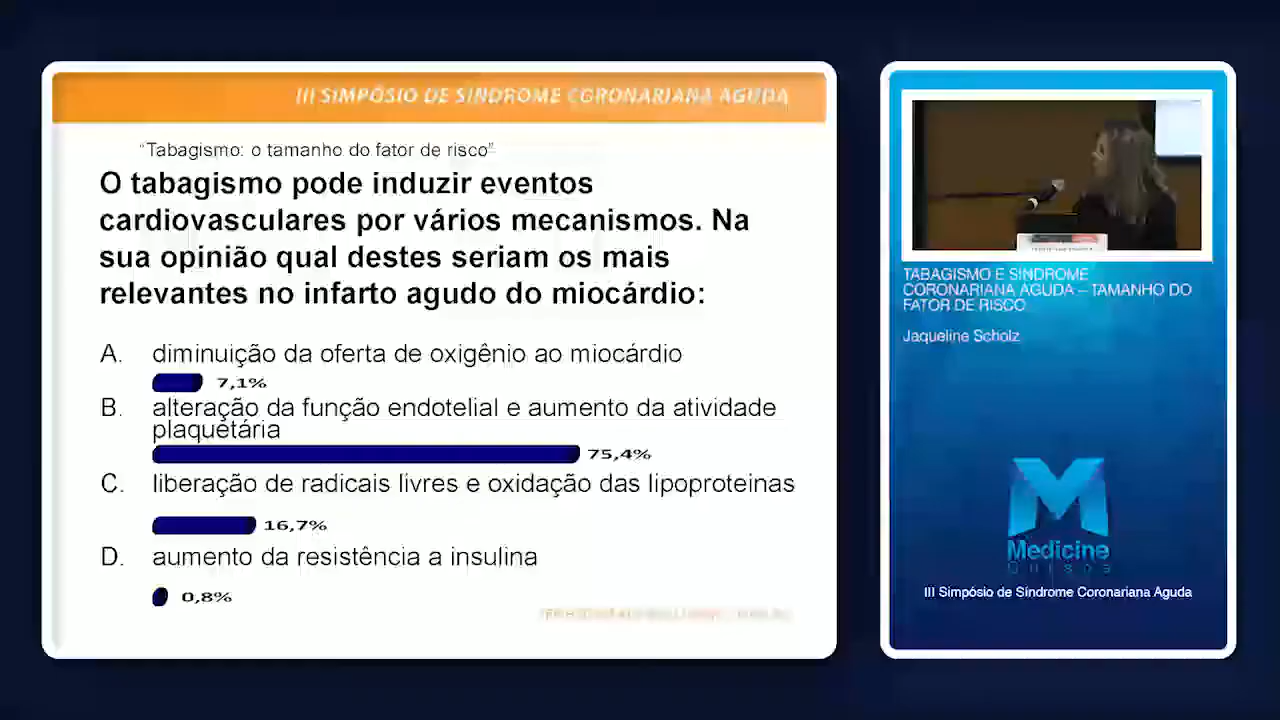 III SIMPÓSIO DE SÍNDROME CORONARIANA AGUDA
"Tabagismo: o tamanho do fator de risco"
O tabagismo pode induzir eventos
cardiovasculares por vários mecanismos. Na
sua opinião qual destes seriam os mais
relevantes no infarto agudo do miocárdio:
A. diminuição da oferta de oxigênio ao miocárdio
7,1%
B. alteração da função endotelial e aumento da atividade
plaquetária
75,4%
C. liberação de radicais livres e oxidação das lipoproteinas
16,7%
D. aumento da resistência a insulina
0,8%
TABAGISMO E SÍNDROME
CORONARIANA AGUDA – TAMANHO DO
FATOR DE RISCO
Jaqueline Scholz
Medicine
Cursos
III Simpósio de Síndrome Coronariana Aguda